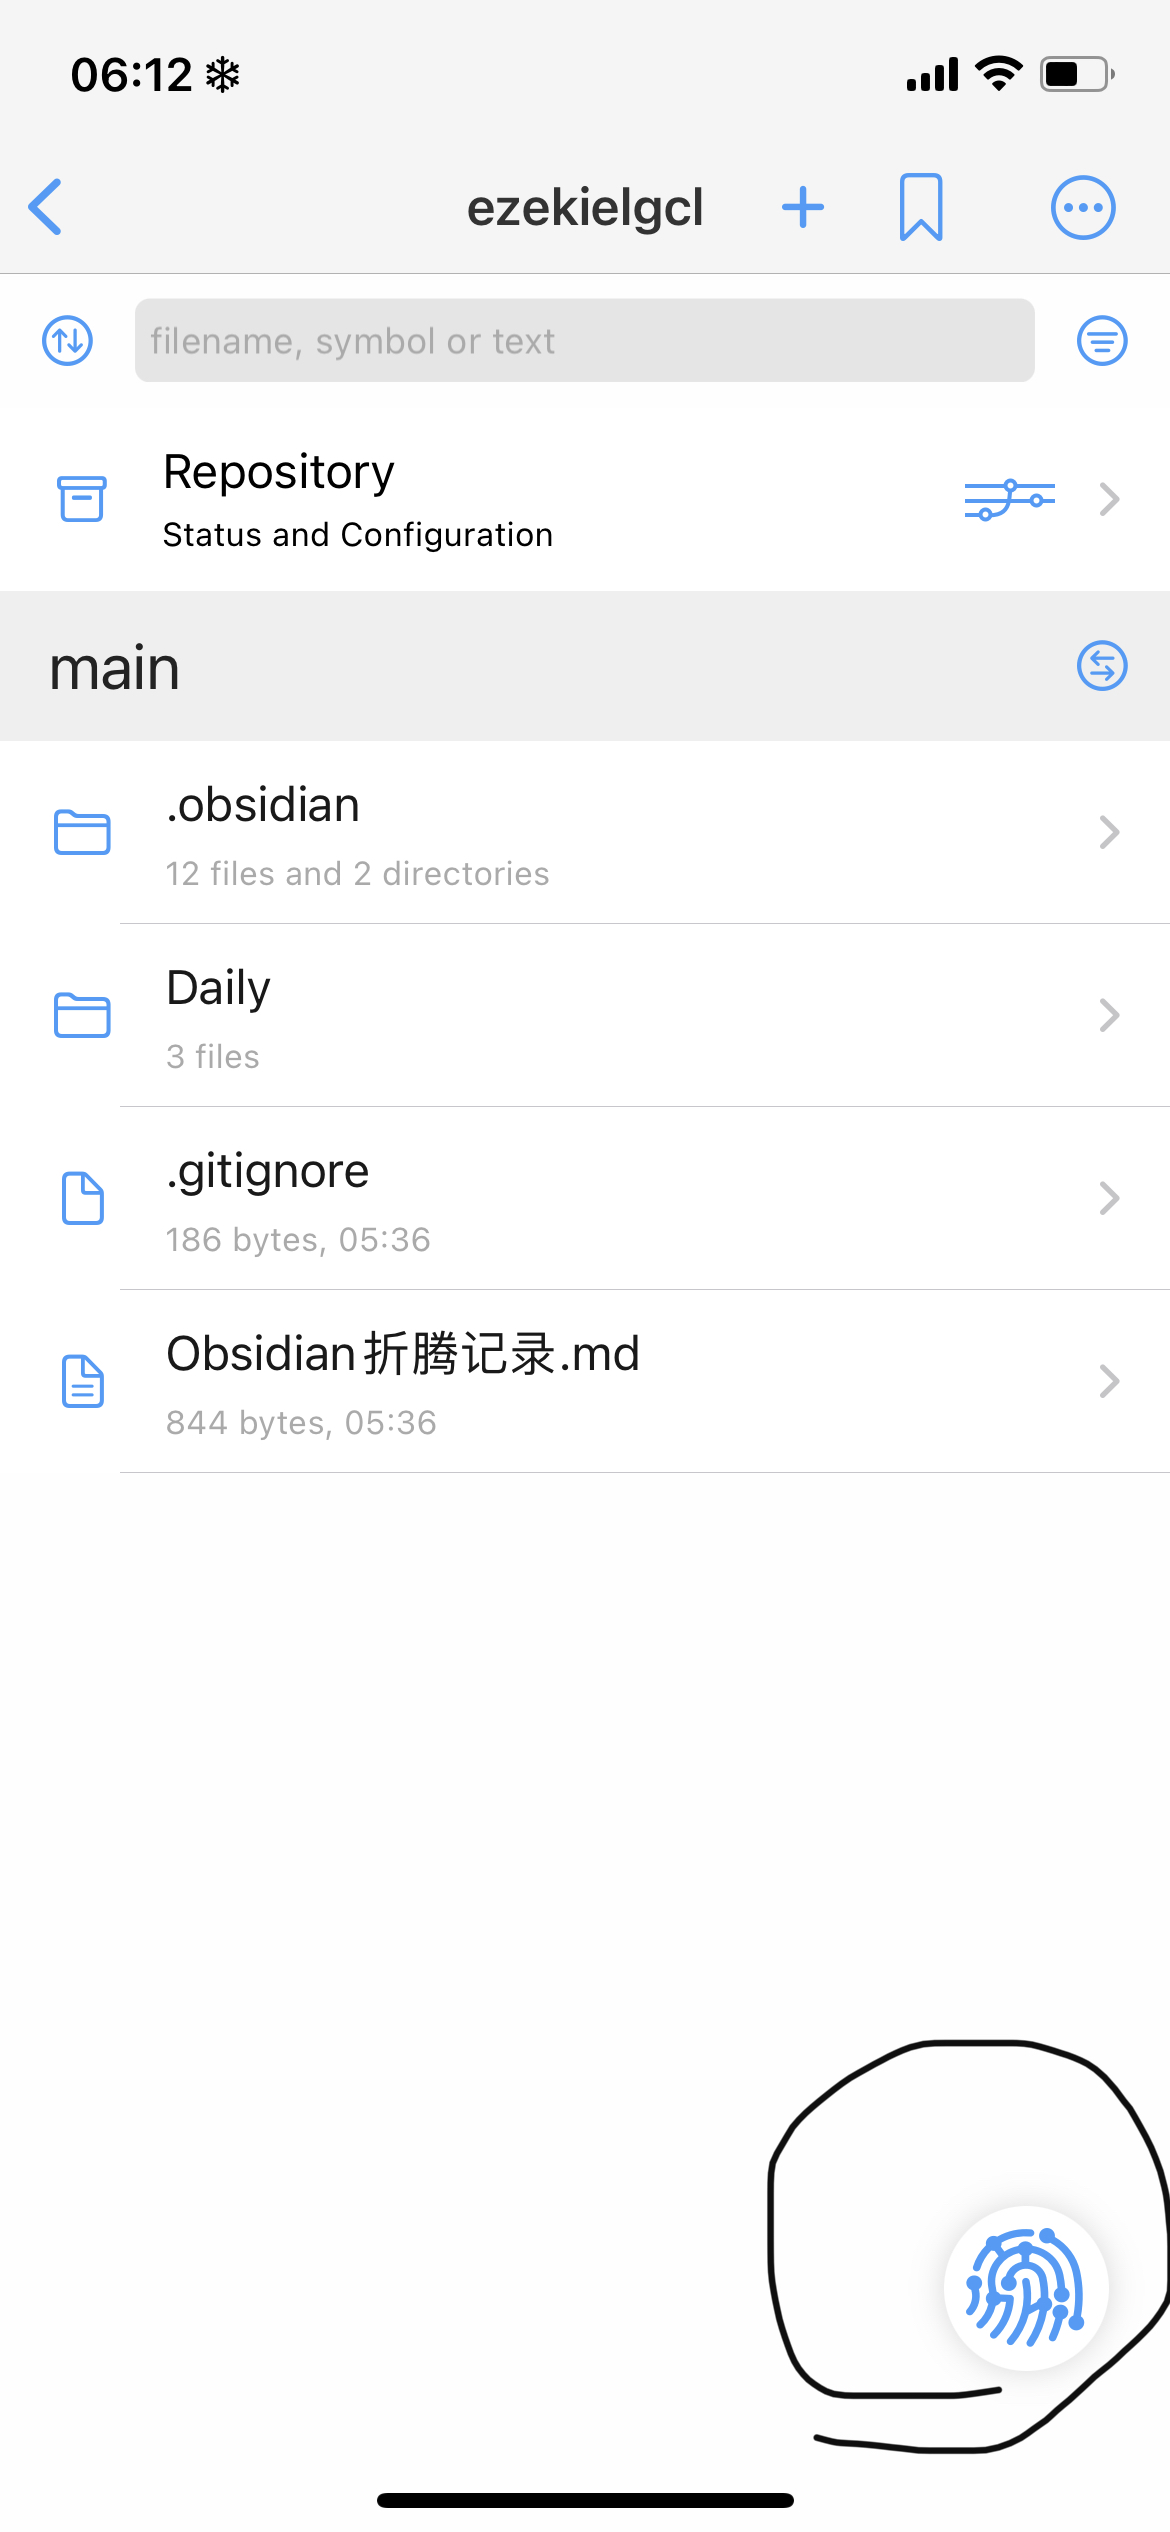 06:12
ezekielgcl
filename, symbol or text
Repository
Status and Configuration
main
.obsidian
12 files and 2 directories
Daily
3 files
.gitignore
186 bytes, 05:36
Obsidian折腾记录.md
844 bytes, 05:36